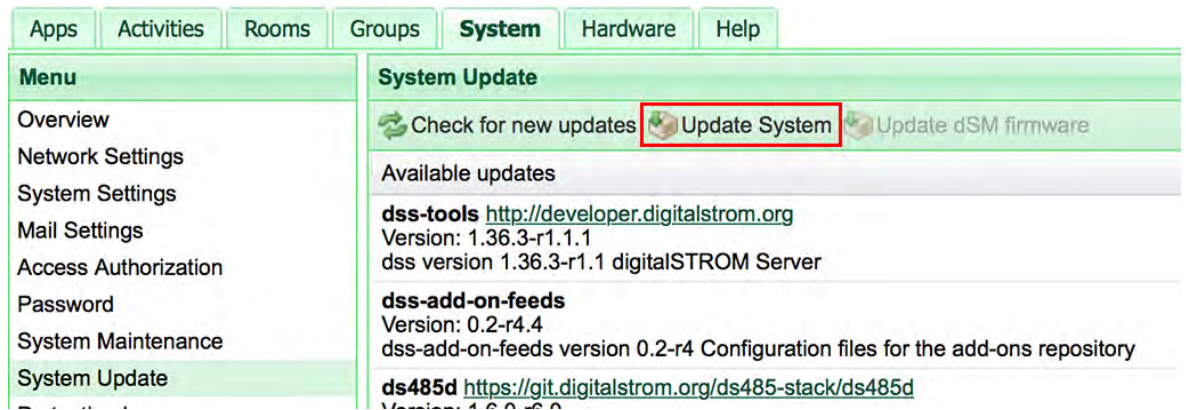 Apps Activities Rooms Groups System Hardware Help
Menu
Overview
Network Settings
System Settings
Mail Settings
Access Authorization
Password
System Maintenance
System Update
System Update
Check for new updates Update System Update dSM firmware
Available updates
dss-tools http://developer.digitalstrom.org
Version: 1.36.3-r1.1.1
dss version 1.36.3-r1.1 digitalSTROM Server
dss-add-on-feeds
Version: 0.2-r4.4
dss-add-on-feeds version 0.2-r4 Configuration files for the add-ons repository
ds485d https://git.digitalstrom.org/ds485-stack/ds485d